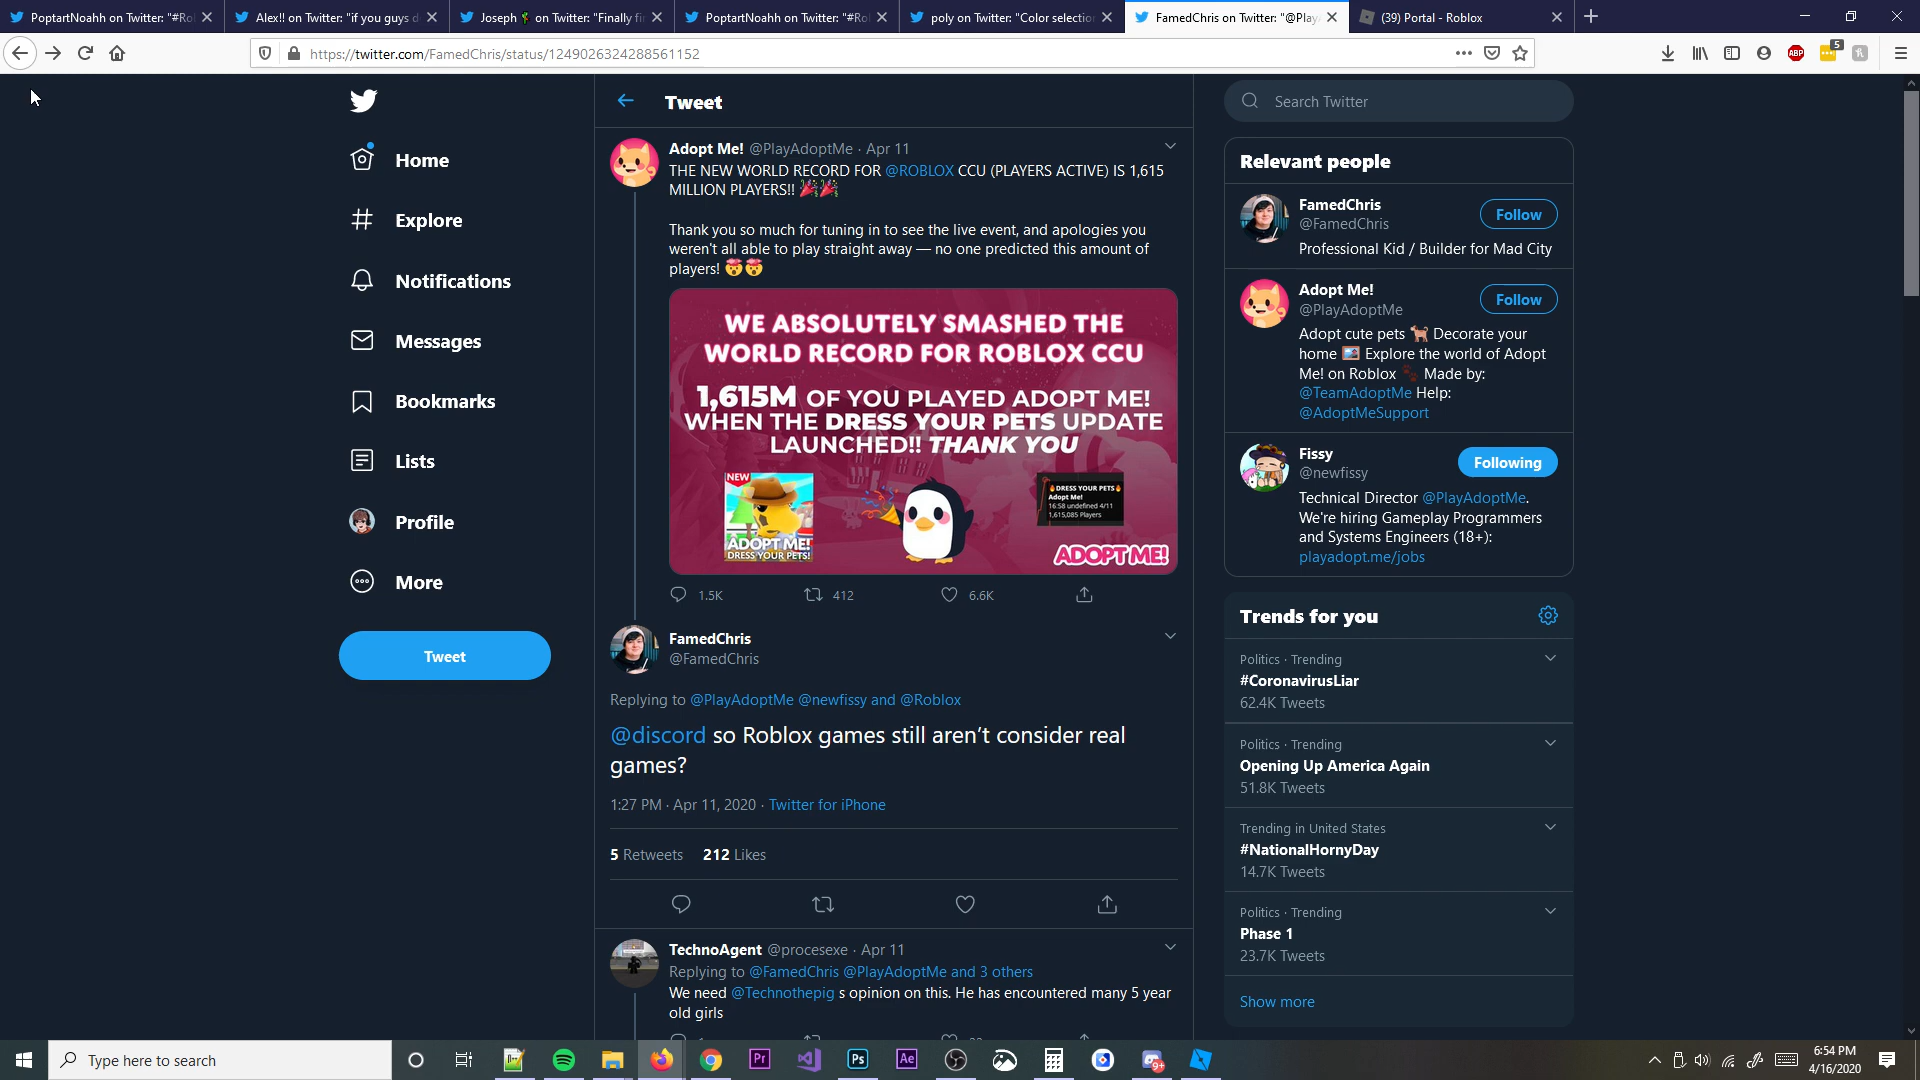 PoptartNoahh on Twitter: "#Rol
Alex!! on Twitter: "if you guys d
Joseph on Twitter: "Finally fi
PoptartNoahh on Twitter: "#Ro
poly on Twitter: "Color selectio
FamedChris on Twitter: "@Play
(39) Portal - Roblox
https://twitter.com/FamedChris/status/1249026324288561152
ABP
5
Home
Explore
Notifications
Messages
Bookmarks
Lists
Profile
More
Tweet
Tweet
Adopt Me! @PlayAdoptMe · Apr 11
THE NEW WORLD RECORD FOR @ROBLOX CCU (PLAYERS ACTIVE) IS 1,615
MILLION PLAYERS!! 🎉🎉
Thank you so much for tuning in to see the live event, and apologies you
weren't all able to play straight away — no one predicted this amount of
players! 🤯🤯
WE ABSOLUTELY SMASHED THE
WORLD RECORD FOR ROBLOX CCU
1,615M OF YOU PLAYED ADOPT ME!
WHEN THE DRESS YOUR PETS UPDATE
LAUNCHED!! THANK YOU
NEW
ADOPT ME!
DRESS YOUR PETS!
🔥DRESS YOUR PETS🔥
Adopt Me!
16:58 undefined 4/11
1,615,085 Players
ADOPT ME!
1.5K 412 6.6K
FamedChris
@FamedChris
Replying to @PlayAdoptMe @newfissy and @Roblox
@discord so Roblox games still aren’t consider real
games?
1:27 PM · Apr 11, 2020 · Twitter for iPhone
5 Retweets 212 Likes
TechnoAgent @procesexe · Apr 11
Replying to @FamedChris @PlayAdoptMe and 3 others
We need @Technothepig s opinion on this. He has encountered many 5 year
old girls
Search Twitter
Relevant people
FamedChris
@FamedChris
Follow
Professional Kid / Builder for Mad City
Adopt Me!
@PlayAdoptMe
Follow
Adopt cute pets 🐕 Decorate your
home 🖼 Explore the world of Adopt
Me! on Roblox 🐾 Made by:
@TeamAdoptMe Help:
@AdoptMeSupport
Fissy
@newfissy
Following
Technical Director @PlayAdoptMe.
We're hiring Gameplay Programmers
and Systems Engineers (18+):
playadopt.me/jobs
Trends for you
Politics · Trending
#CoronavirusLiar
62.4K Tweets
Politics · Trending
Opening Up America Again
51.8K Tweets
Trending in United States
#NationalHornyDay
14.7K Tweets
Politics · Trending
Phase 1
23.7K Tweets
Show more
Type here to search
Pr
Ps
Ae
9+
6:54 PM
4/16/2020